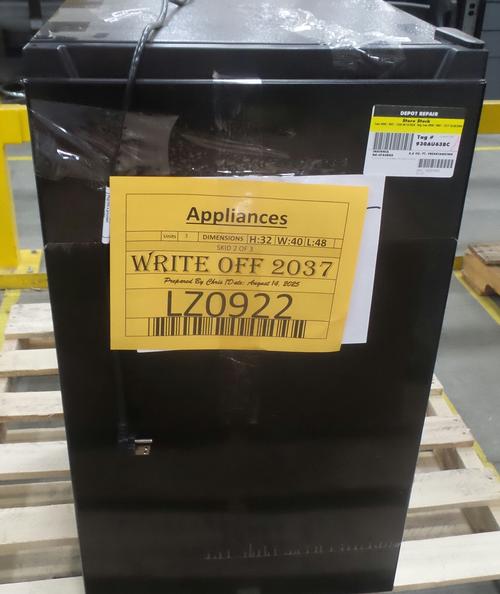 DEPOT REPAIR
Store Stock
Tag #
930AU63BC
Appliances
Units 3 DIMENSIONS H:32 W:40 L:48
SKID 2 OF 3
WRITE OFF 2037
Prepared By Chris |Date: August 14, 2025
LZ0922